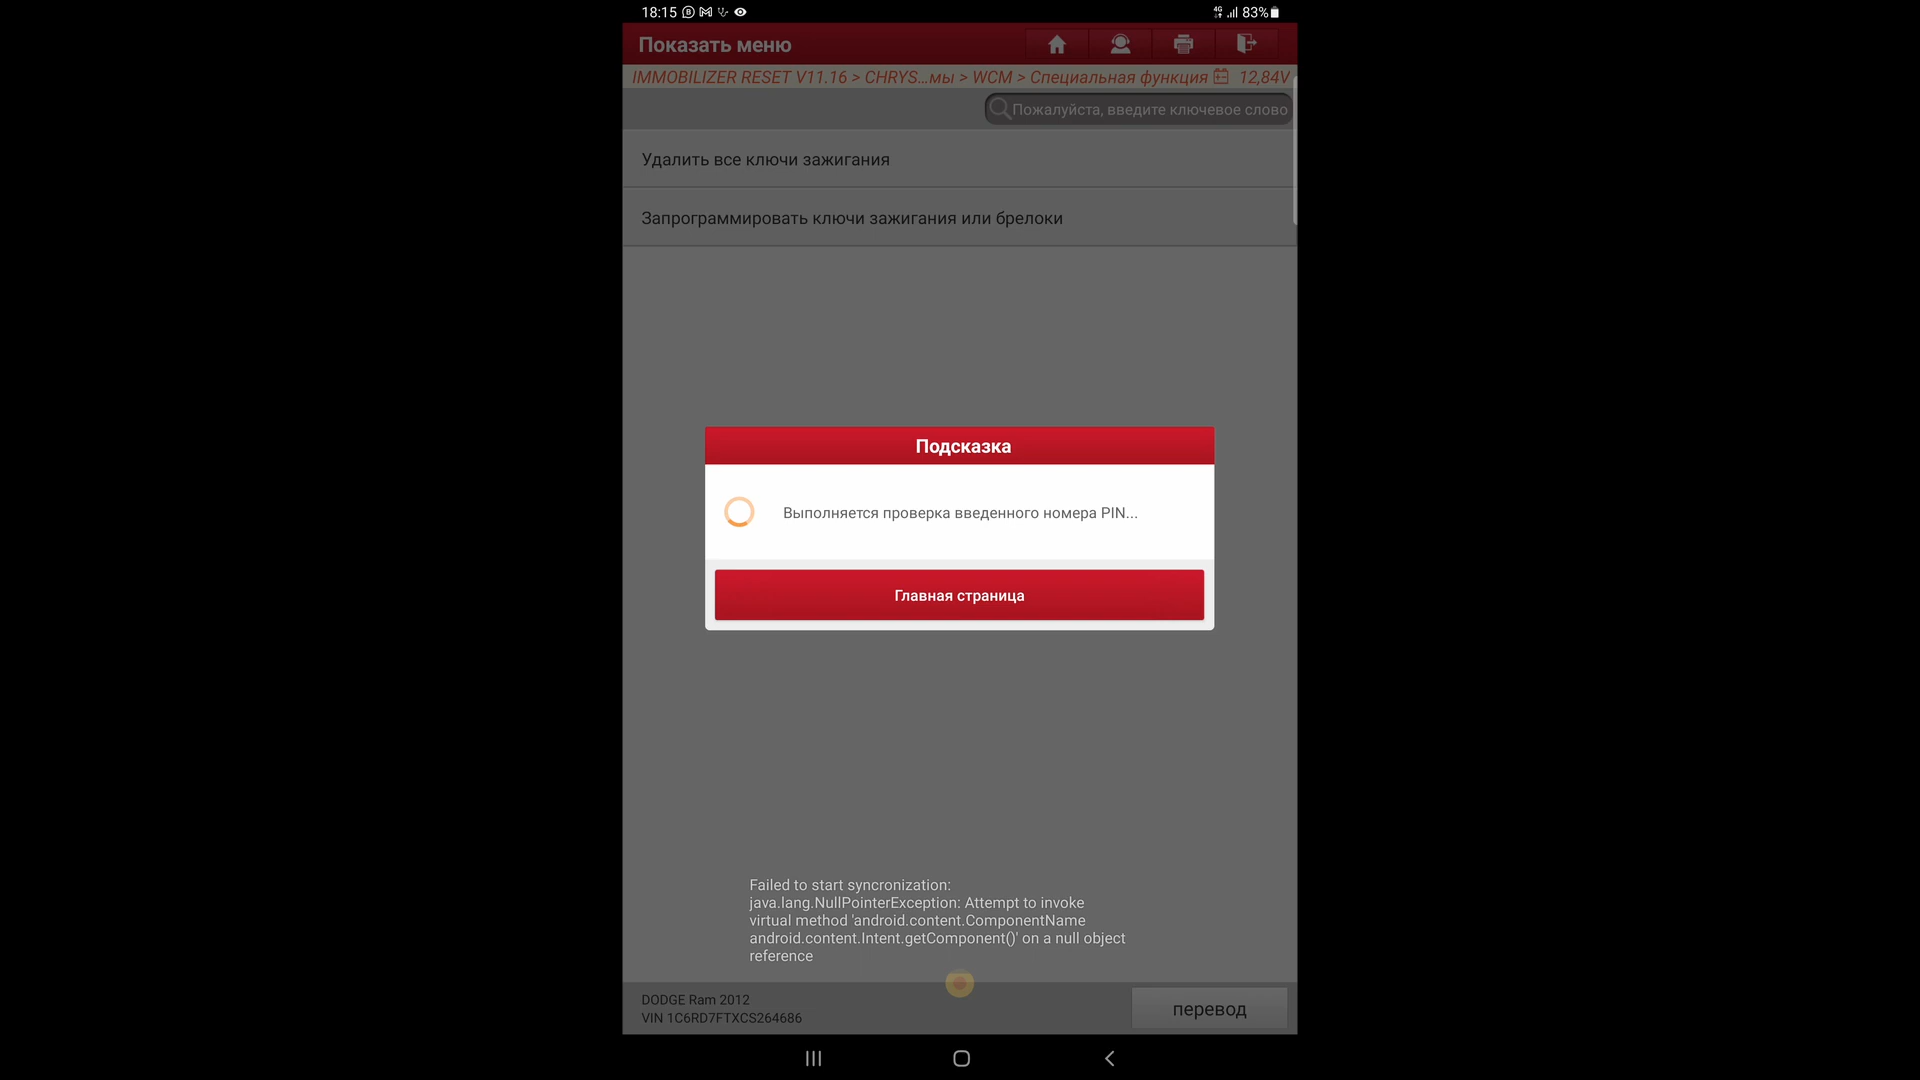 18:15
83%
Показать меню
IMMOBILIZER RESET V11.16 > CHRYS...мы > WCM > Специальная функция 12,84V
Пожалуйста, введите ключевое слово
Удалить все ключи зажигания
Запрограммировать ключи зажигания или брелоки
Подсказка
Выполняется проверка введенного номера PIN...
Главная страница
Failed to start syncronization:
java.lang.NullPointerException: Attempt to invoke
virtual method 'android.content.ComponentName
android.content.Intent.getComponent()' on a null object
reference
DODGE Ram 2012
VIN 1C6RD7FTXCS264686
перевод